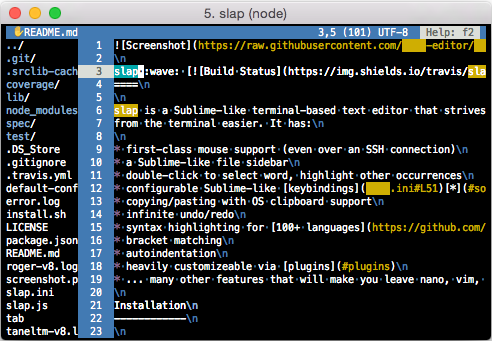 5. slap (node)
✋README.md 3,5 (101) UTF-8 Help: f2
../ 1 ![Screenshot](https://raw.githubusercontent.com/ -editor/
.git/ 2 \n
.srclib-cach 3 slap·:wave:·[![Build·Status](https://img.shields.io/travis/sla
coverage/ 4 ====\n
lib/ 5 \n
node_modules 6 slap·is·a·Sublime-like·terminal-based·text·editor·that·strives
spec/ 7 from·the·terminal·easier.·It·has:\n
test/ 8 \n
.DS_Store 9 *·first-class·mouse·support·(even·over·an·SSH·connection)\n
.gitignore 10 *·a·Sublime-like·file·sidebar\n
.travis.yml 11 *·double-click·to·select·word,·highlight·other·occurrences\n
default-conf 12 *·configurable·Sublime-like·[keybindings]( .ini#L51)[*](#so
error.log 13 *·copying/pasting·with·OS·clipboard·support\n
install.sh 14 *·infinite·undo/redo\n
LICENSE 15 *·syntax·highlighting·for·[100+·languages](https://github.com/
package.json 16 *·bracket·matching\n
README.md 17 *·autoindentation\n
roger-v8.log 18 *·heavily·customizeable·via·[plugins](#plugins)\n
screenshot.p 19 *·...·many·other·features·that·will·make·you·leave·nano,·vim,·
slap.ini 20 \n
slap.js 21 Installation\n
tab 22 ------------\n
taneltm-v8.l 23 \n